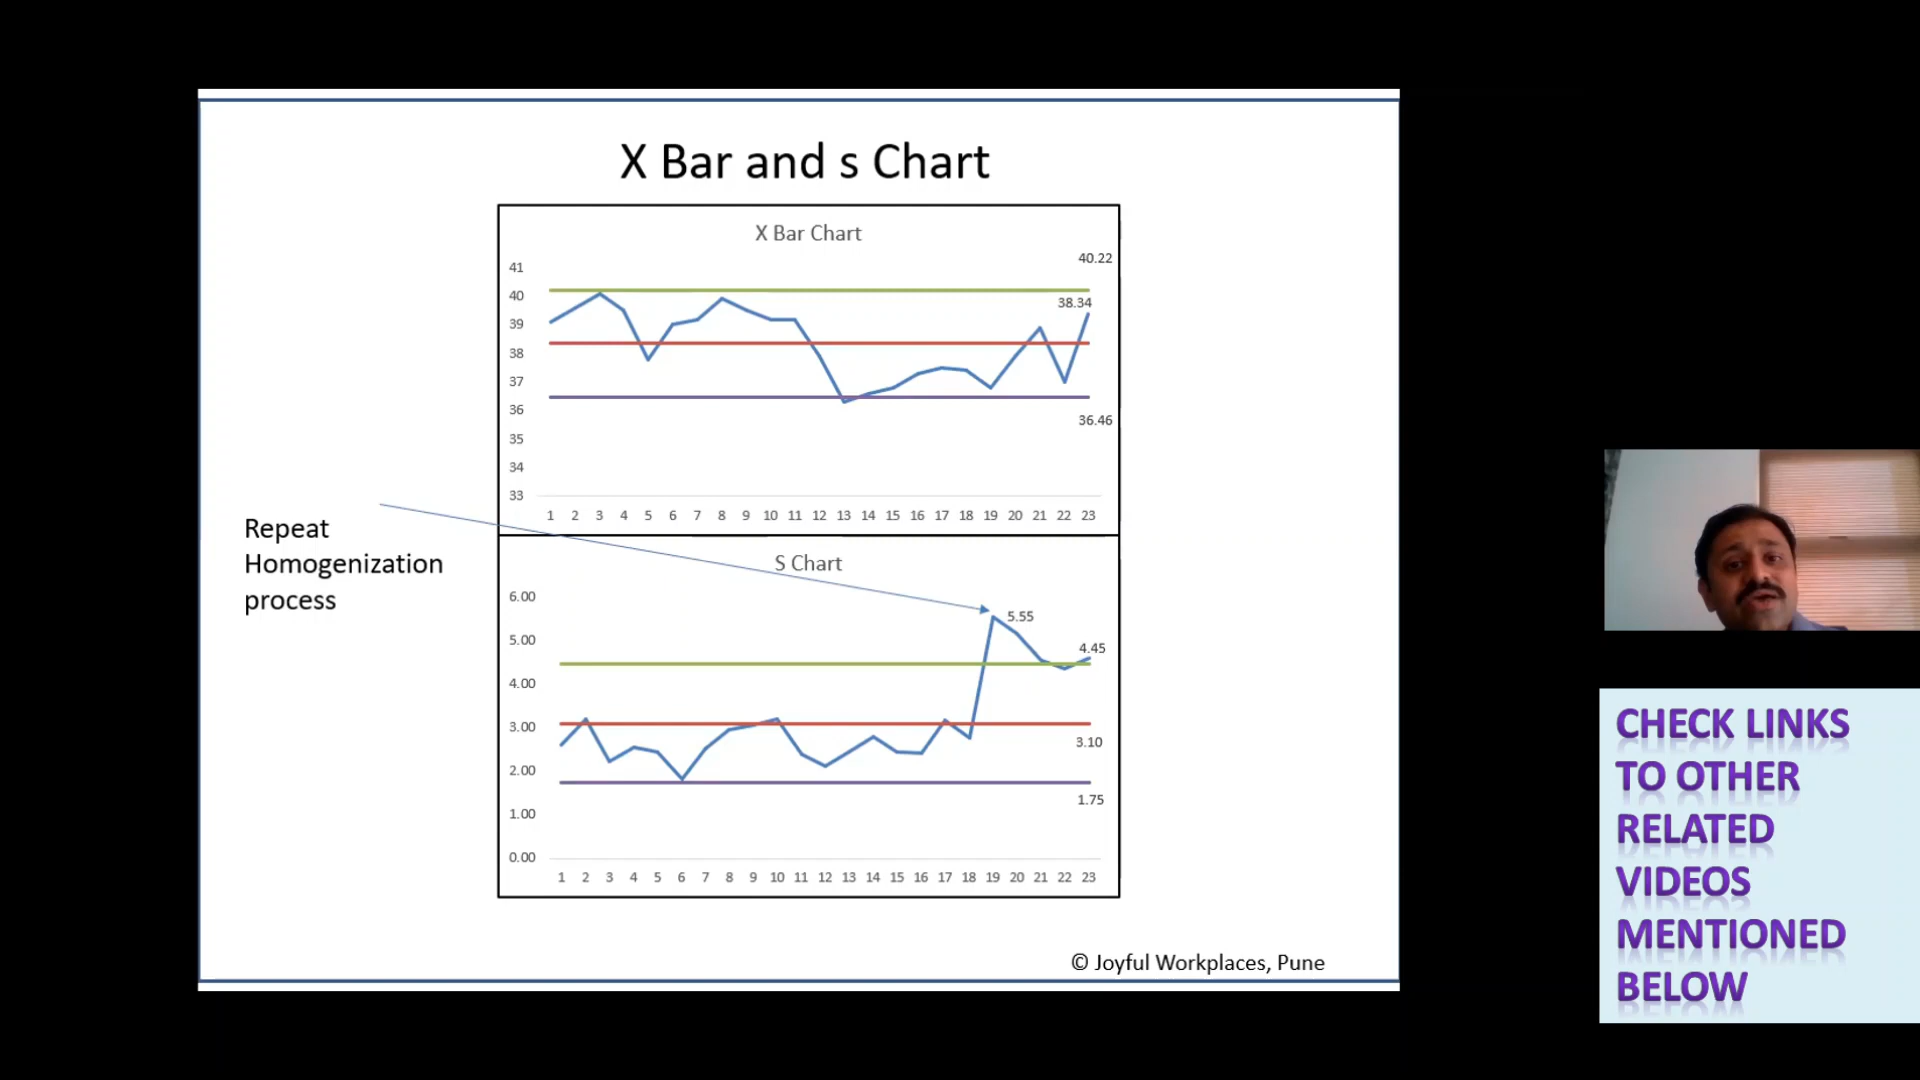 X Bar and s Chart
X Bar Chart
40.22
41
40
38.34
39
38
37
36
36.46
35
34
33
1 2 3 4 5 6 7 8 9 10 11 12 13 14 15 16 17 18 19 20 21 22 23
Repeat
Homogenization
process
S Chart
6.00
5.55
5.00
4.45
4.00
3.00
3.10
2.00
1.75
1.00
0.00
1 2 3 4 5 6 7 8 9 10 11 12 13 14 15 16 17 18 19 20 21 22 23
© Joyful Workplaces, Pune
CHECK LINKS
TO OTHER
RELATED
VIDEOS
MENTIONED
BELOW